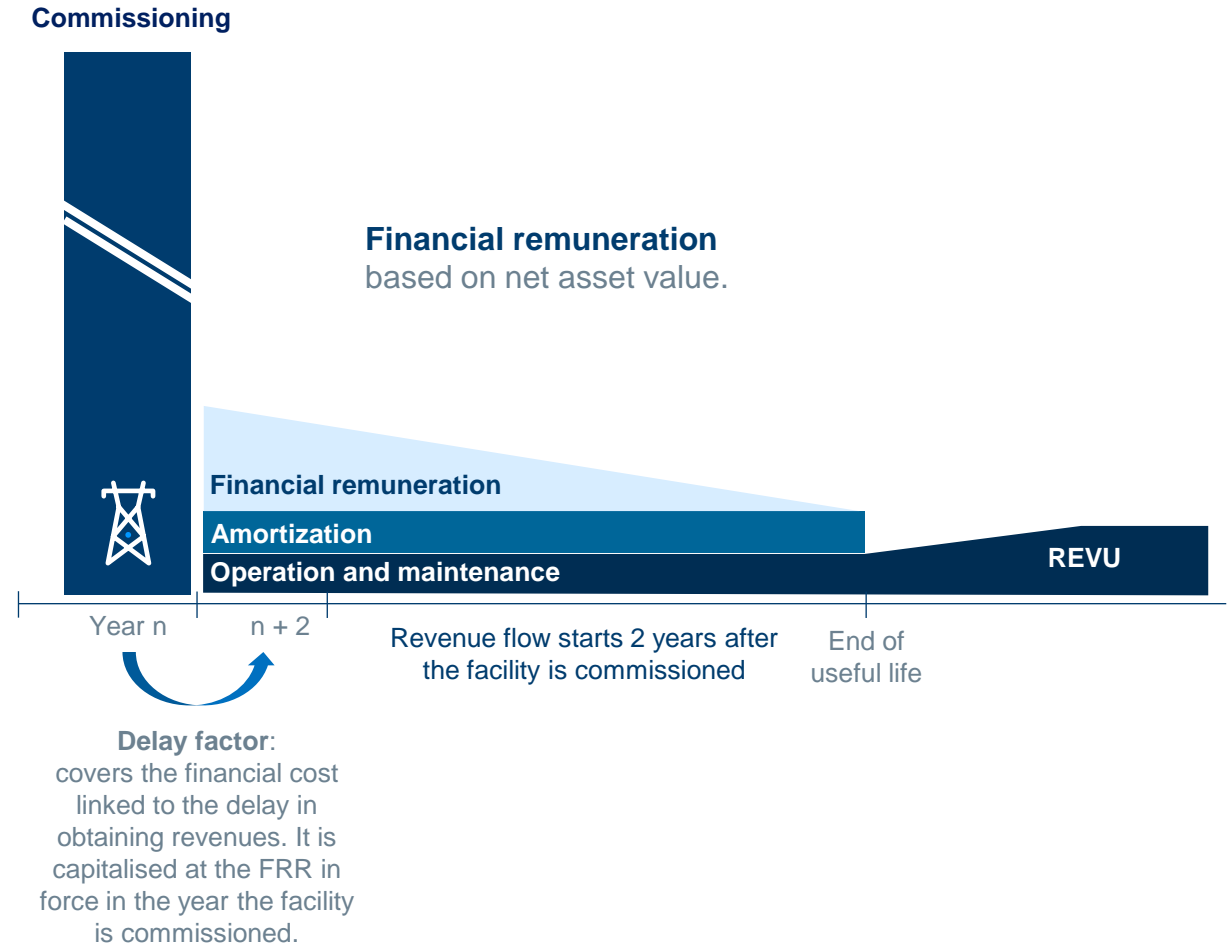 Commissioning
Financial remuneration
based on net asset value.
Financial remuneration
Amortization
Operation and maintenance
REVU
Year n
n + 2
Revenue flow starts 2 years after
the facility is commissioned
End of
useful life
Delay factor:
covers the financial cost
linked to the delay in
obtaining revenues. It is
capitalised at the FRR in
force in the year the facility
is commissioned.